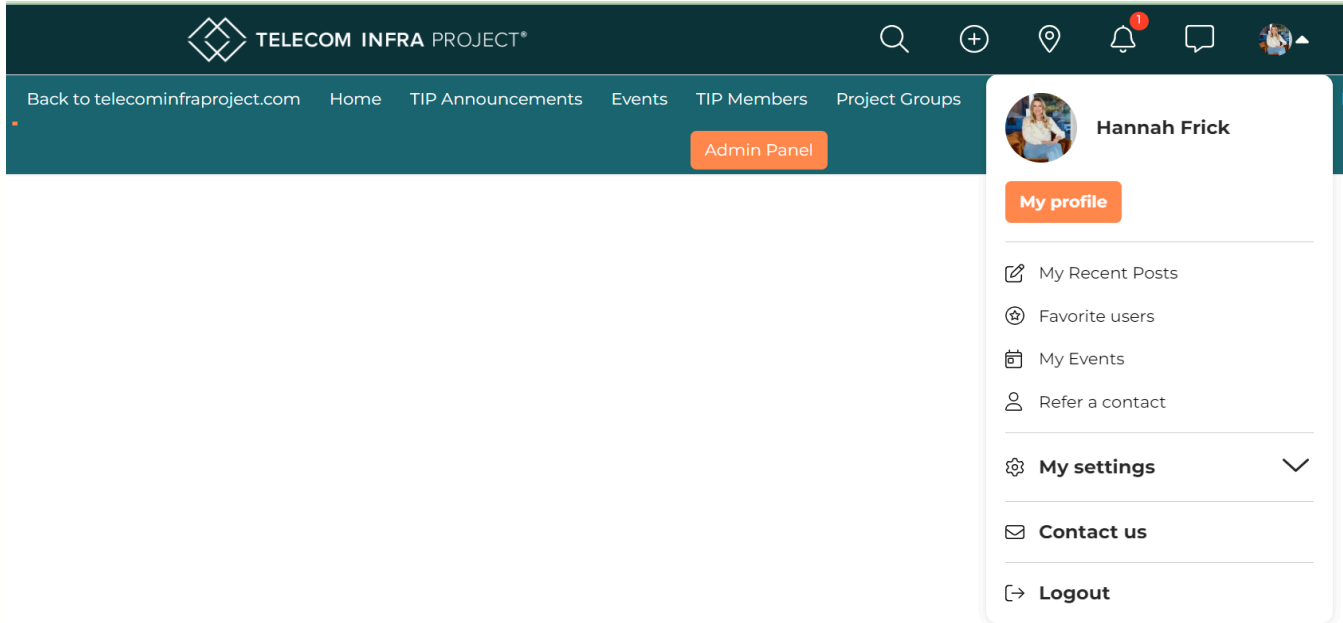 TELECOM INFRA PROJECT®
1
Back to telecominfraproject.com Home TIP Announcements Events TIP Members Project Groups
Admin Panel
Hannah Frick
My profile
My Recent Posts
Favorite users
My Events
Refer a contact
My settings
Contact us
Logout